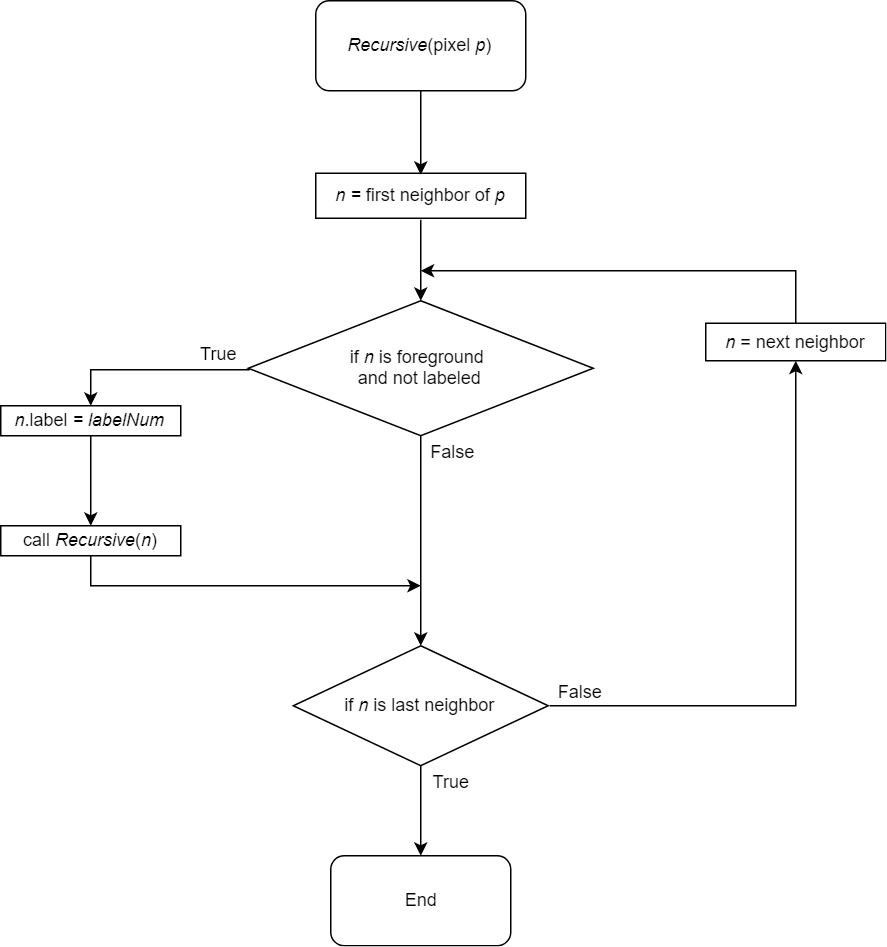 Recursive(pixel p)
n = first neighbor of p
if n is foreground
and not labeled
True
n = next neighbor
n.label = labelNum
False
call Recursive(n)
if n is last neighbor
False
True
End